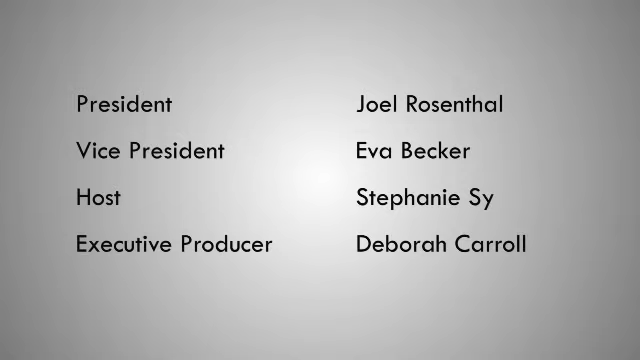 President Joel Rosenthal
Vice President Eva Becker
Host Stephanie Sy
Executive Producer Deborah Carroll